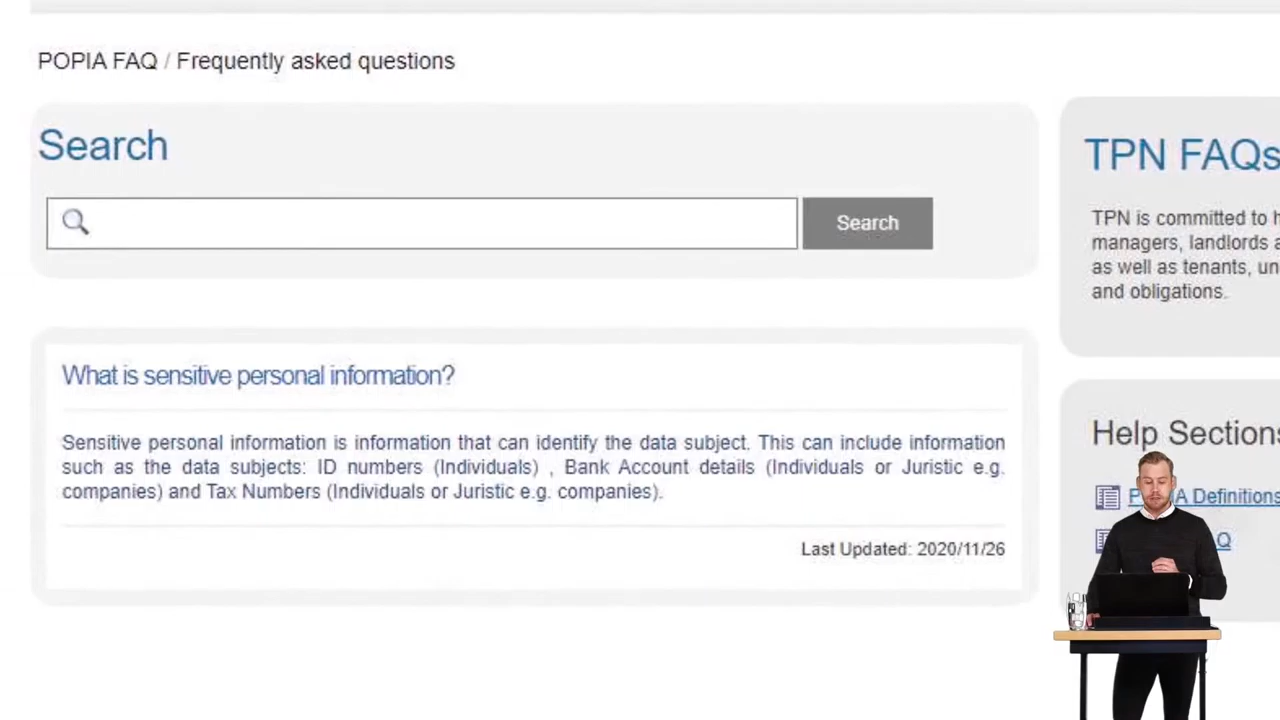 POPIA FAQ / Frequently asked questions
Search
Search
What is sensitive personal information?
Sensitive personal information is information that can identify the data subject. This can include information
such as the data subjects: ID numbers (Individuals) , Bank Account details (Individuals or Juristic e.g.
companies) and Tax Numbers (Individuals or Juristic e.g. companies).
Last Updated: 2020/11/26
TPN FAQs
TPN is committed to
managers, landlords
as well as tenants,
and obligations.
Help Sections
Definitions